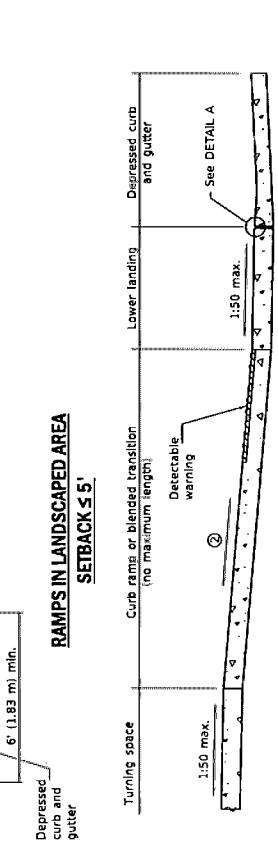 6' (1.83 m) min.
Depressed
curb and
gutter
RAMPS IN LANDSCAPED AREA
SETBACK ≤ 5'
Turning space
Curb ramp or blended transition
(no maximum length)
Lower landing
Depressed curb
and gutter
1:50 max.
②
Detectable
warning
1:50 max.
See DETAIL A